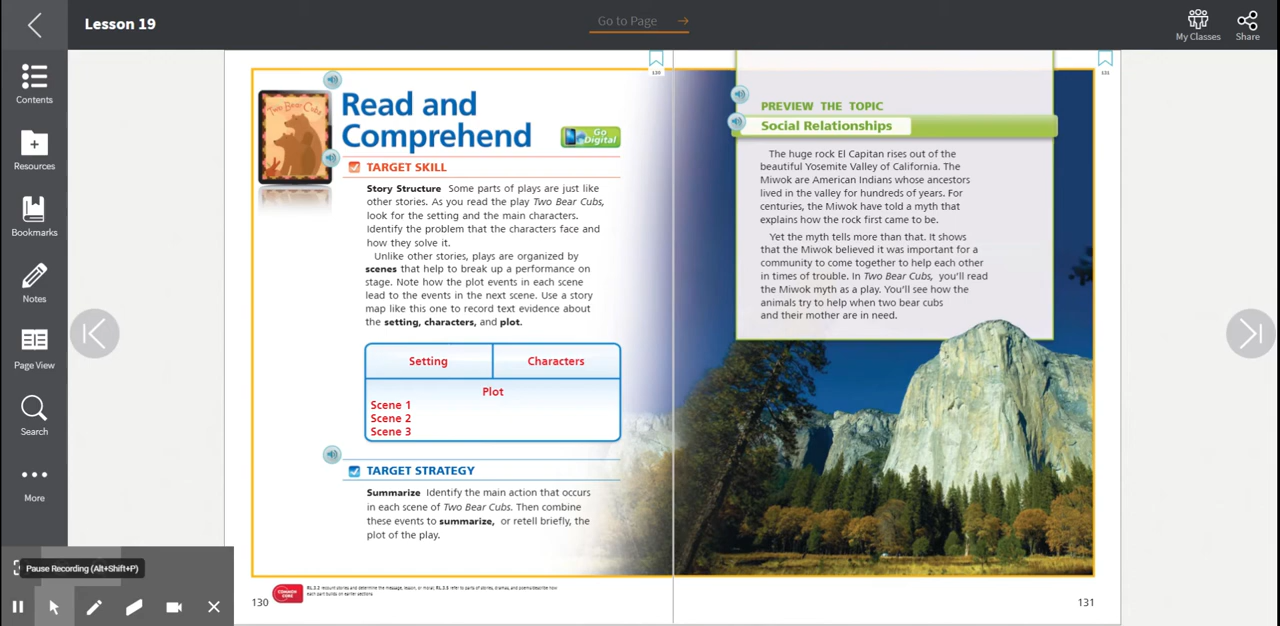 Lesson 19
Go to Page
My Classes
Share
Contents
Resources
Bookmarks
Notes
Page View
Search
More
Pause Recording (Alt+Shift+P)
130
Two Bear Cubs
Read and
Comprehend
Go
Digital
TARGET SKILL
Story Structure Some parts of plays are just like
other stories. As you read the play Two Bear Cubs,
look for the setting and the main characters.
Identify the problem that the characters face and
how they solve it.
Unlike other stories, plays are organized by
scenes that help to break up a performance on
stage. Note how the plot events in each scene
lead to the events in the next scene. Use a story
map like this one to record text evidence about
the setting, characters, and plot.
Setting
Characters
Plot
Scene 1
Scene 2
Scene 3
TARGET STRATEGY
Summarize Identify the main action that occurs
in each scene of Two Bear Cubs. Then combine
these events to summarize, or retell briefly, the
plot of the play.
130
COMMON
CORE
131
PREVIEW THE TOPIC
Social Relationships
The huge rock El Capitan rises out of the
beautiful Yosemite Valley of California. The
Miwok are American Indians whose ancestors
lived in the valley for hundreds of years. For
centuries, the Miwok have told a myth that
explains how the rock first came to be.
Yet the myth tells more than that. It shows
that the Miwok believed it was important for a
community to come together to help each other
in times of trouble. In Two Bear Cubs, you'll read
the Miwok myth as a play. You'll see how the
animals try to help when two bear cubs
and their mother are in need.
131